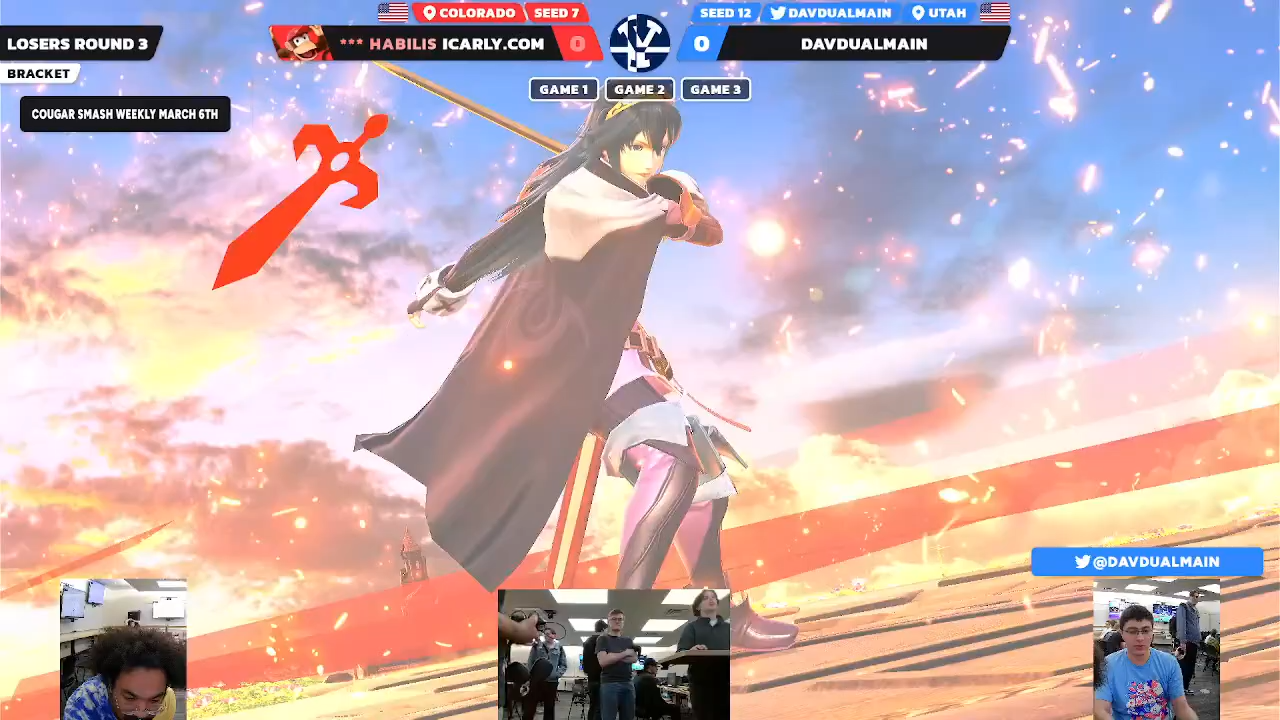 COLORADO SEED 7
SEED 12 DAVDUALMAIN UTAH
LOSERS ROUND 3
*** HABILIS ICARLY.COM 0
0 DAVDUALMAIN
BRACKET
GAME 1 GAME 2 GAME 3
COUGAR SMASH WEEKLY MARCH 6TH
@DAVDUALMAIN